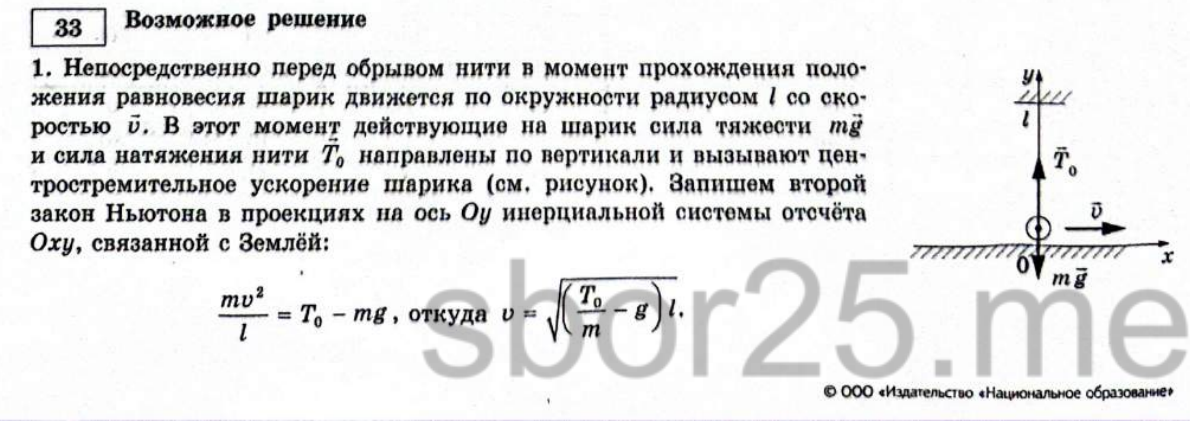 33 Возможное решение
1. Непосредственно перед обрывом нити в момент прохождения поло-
жения равновесия шарик движется по окружности радиусом l со ско-
ростью v⃗. В этот момент действующие на шарик сила тяжести mg⃗
и сила натяжения нити T⃗₀ направлены по вертикали и вызывают цен-
тростремительное ускорение шарика (см. рисунок). Запишем второй
закон Ньютона в проекциях на ось Oy инерциальной системы отсчёта
Oxy, связанной с Землёй:
mv²/l = T₀ − mg, откуда v = √((T₀/m − g)l).
y
l
T⃗₀
v⃗
0
x
mg⃗
sbor25.me
© ООО «Издательство «Национальное образование»